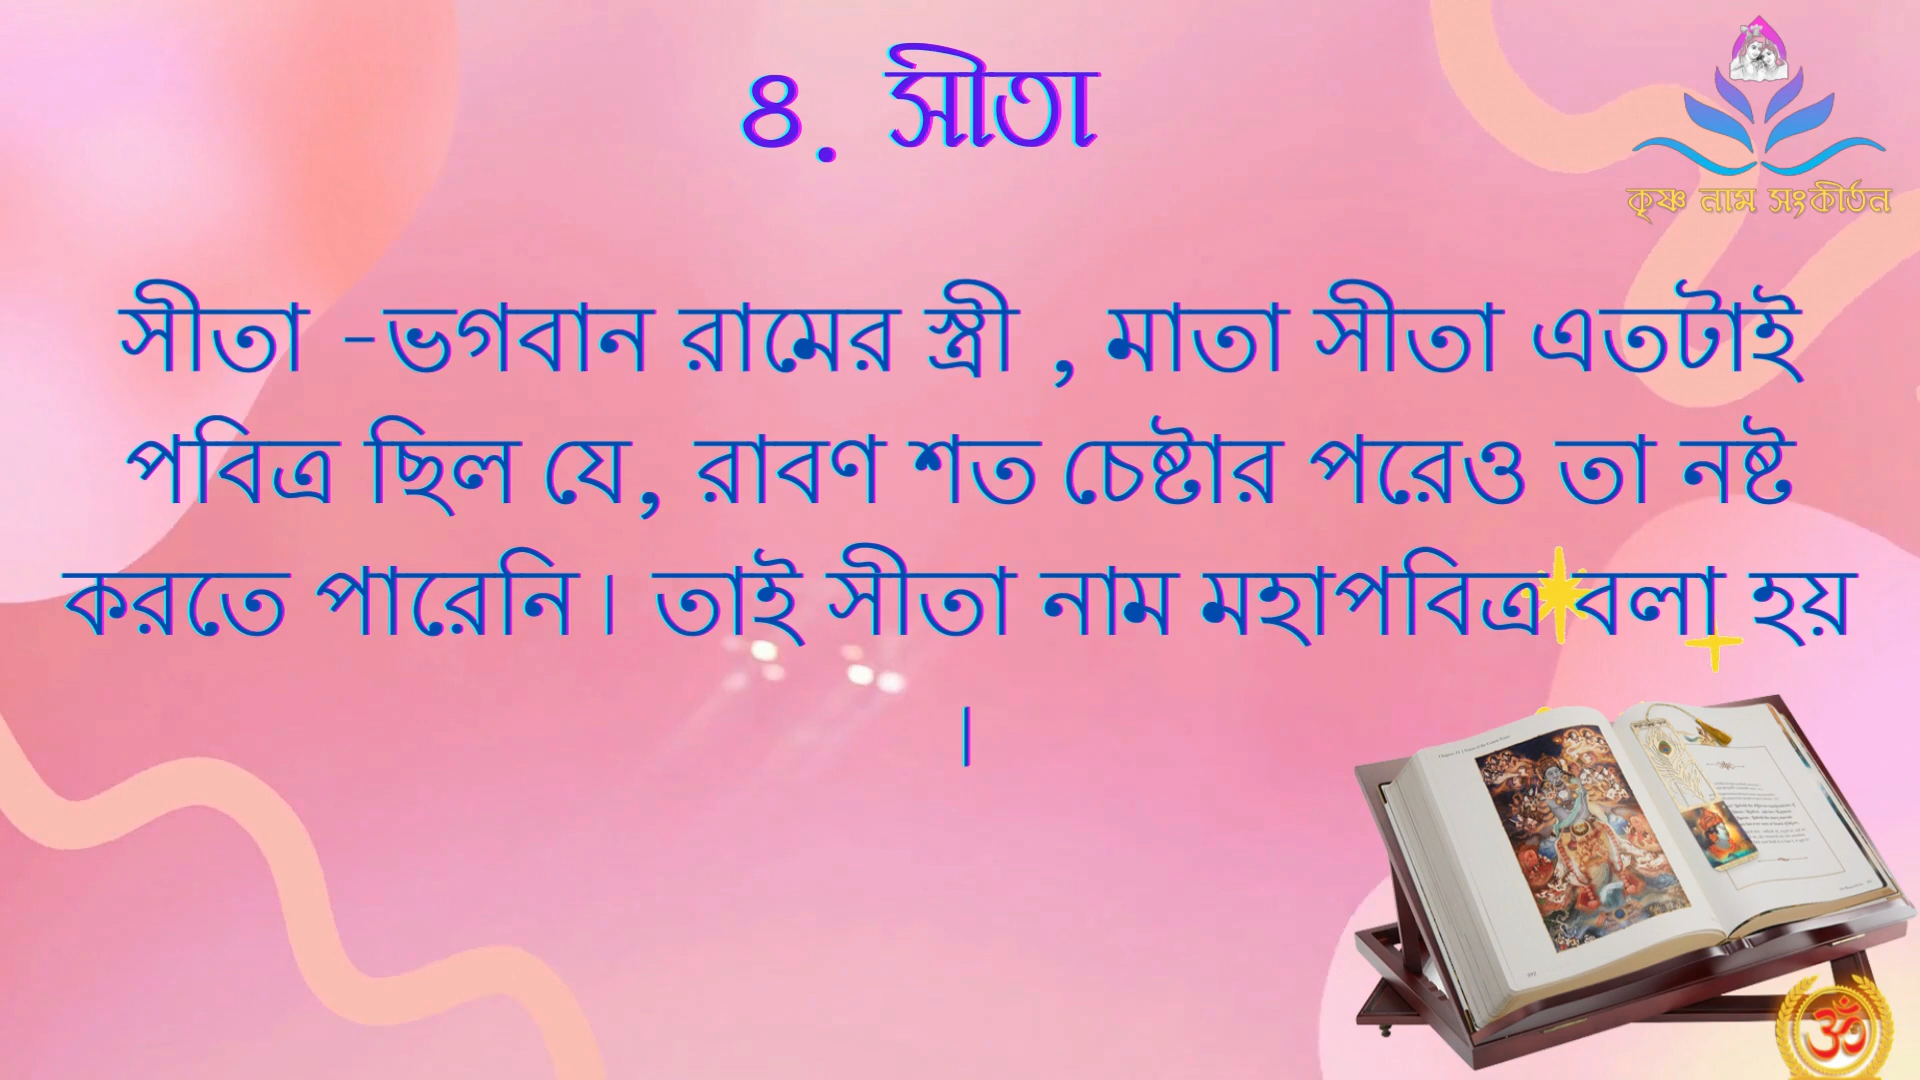 ৪. সীতা
কৃষ্ণ নাম সংকীর্তন
সীতা -ভগবান রামের স্ত্রী , মাতা সীতা এতটাই
পবিত্র ছিল যে, রাবণ শত চেষ্টার পরেও তা নষ্ট
করতে পারেনি। তাই সীতা নাম মহাপবিত্র বলা হয়
।
ॐ